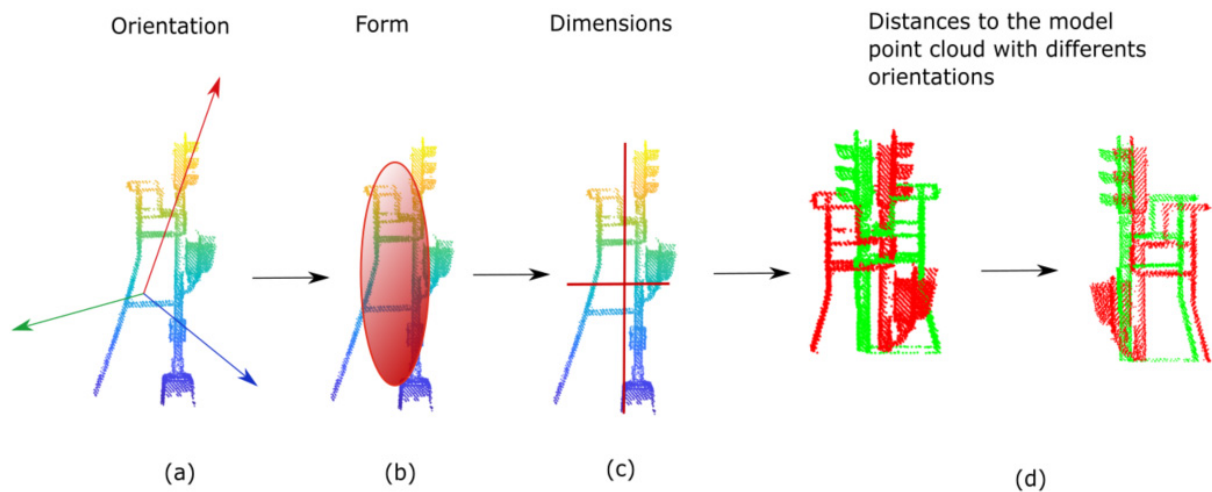 Orientation
Form
Dimensions
Distances to the model
point cloud with differents
orientations
(a)
(b)
(c)
(d)